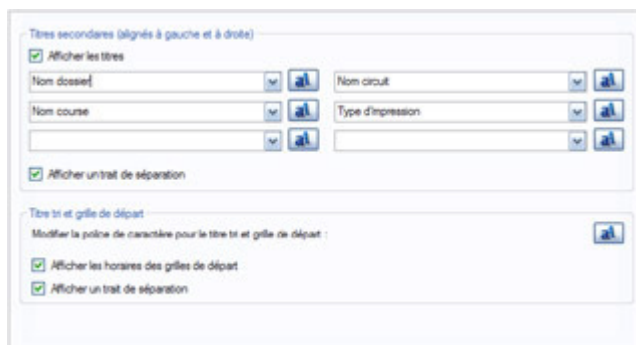 Titres secondaires (alignés à gauche et à droite)
Afficher les titres
Nom dossier
Nom circuit
Nom course
Type d'impression
Afficher un trait de séparation
Titre tri et grille de départ
Modifier la police de caractère pour le titre tri et grille de départ :
Afficher les horaires des grilles de départ
Afficher un trait de séparation